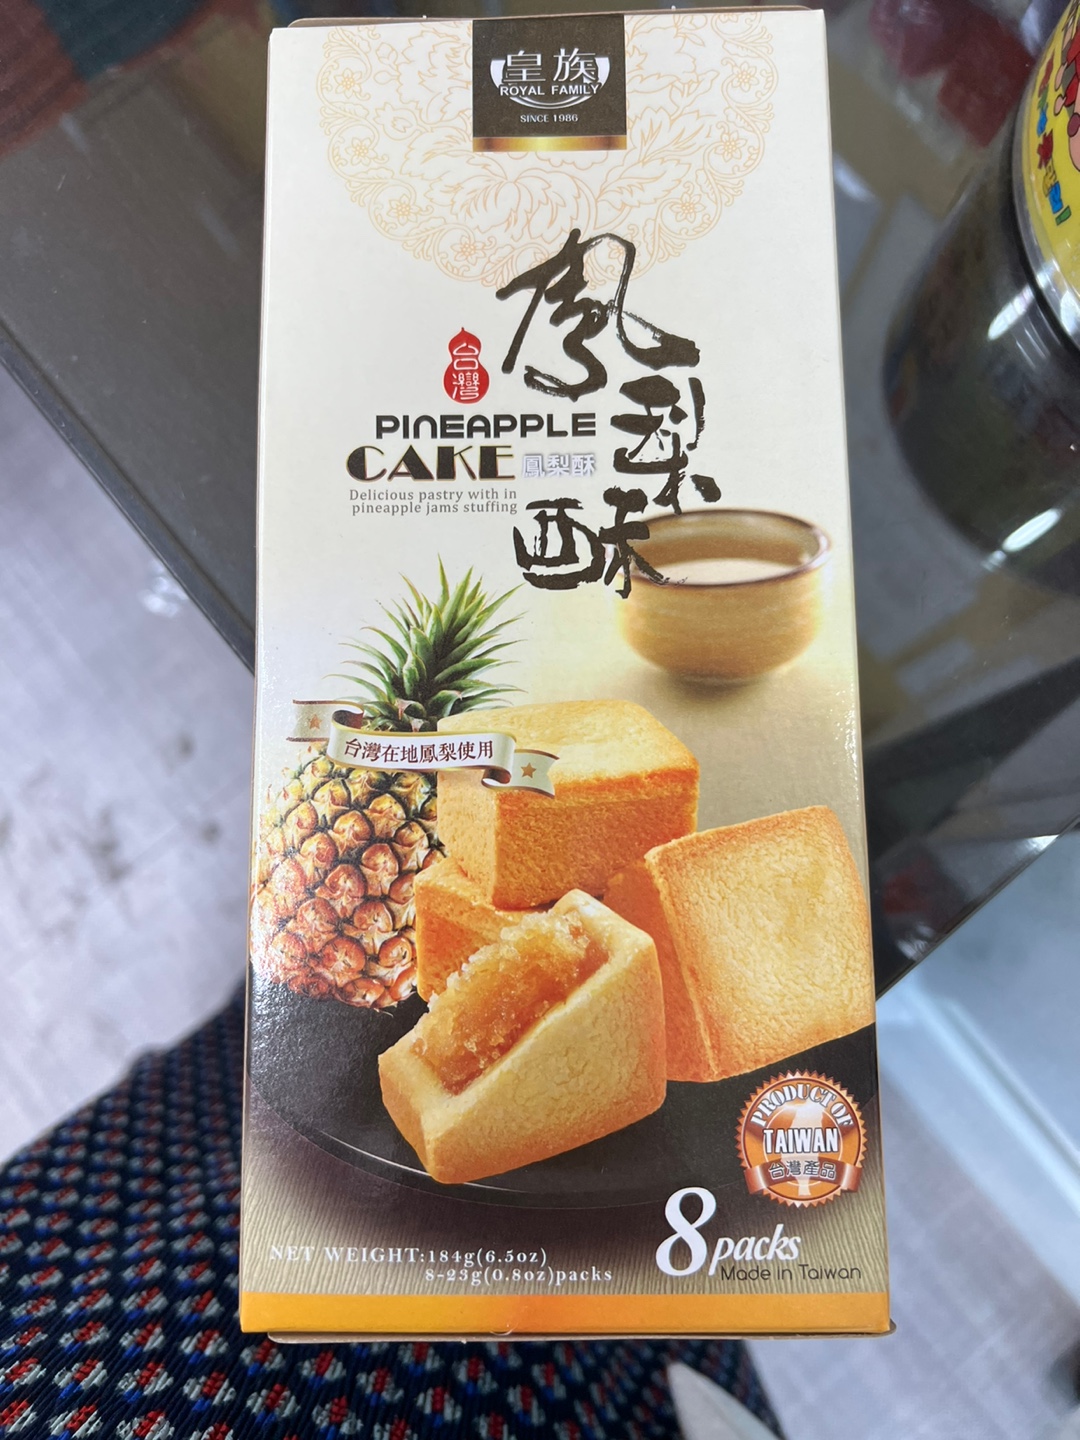 皇族
ROYAL FAMILY
SINCE 1986
鳳梨酥
台灣
PINEAPPLE
CAKE 鳳梨酥
Delicious pastry with in
pineapple jams stuffing
台灣在地鳳梨使用
PRODUCT OF
TAIWAN
台灣產品
8packs
Made in Taiwan
NET WEIGHT:184g(6.5oz)
8-23g(0.8oz)packs